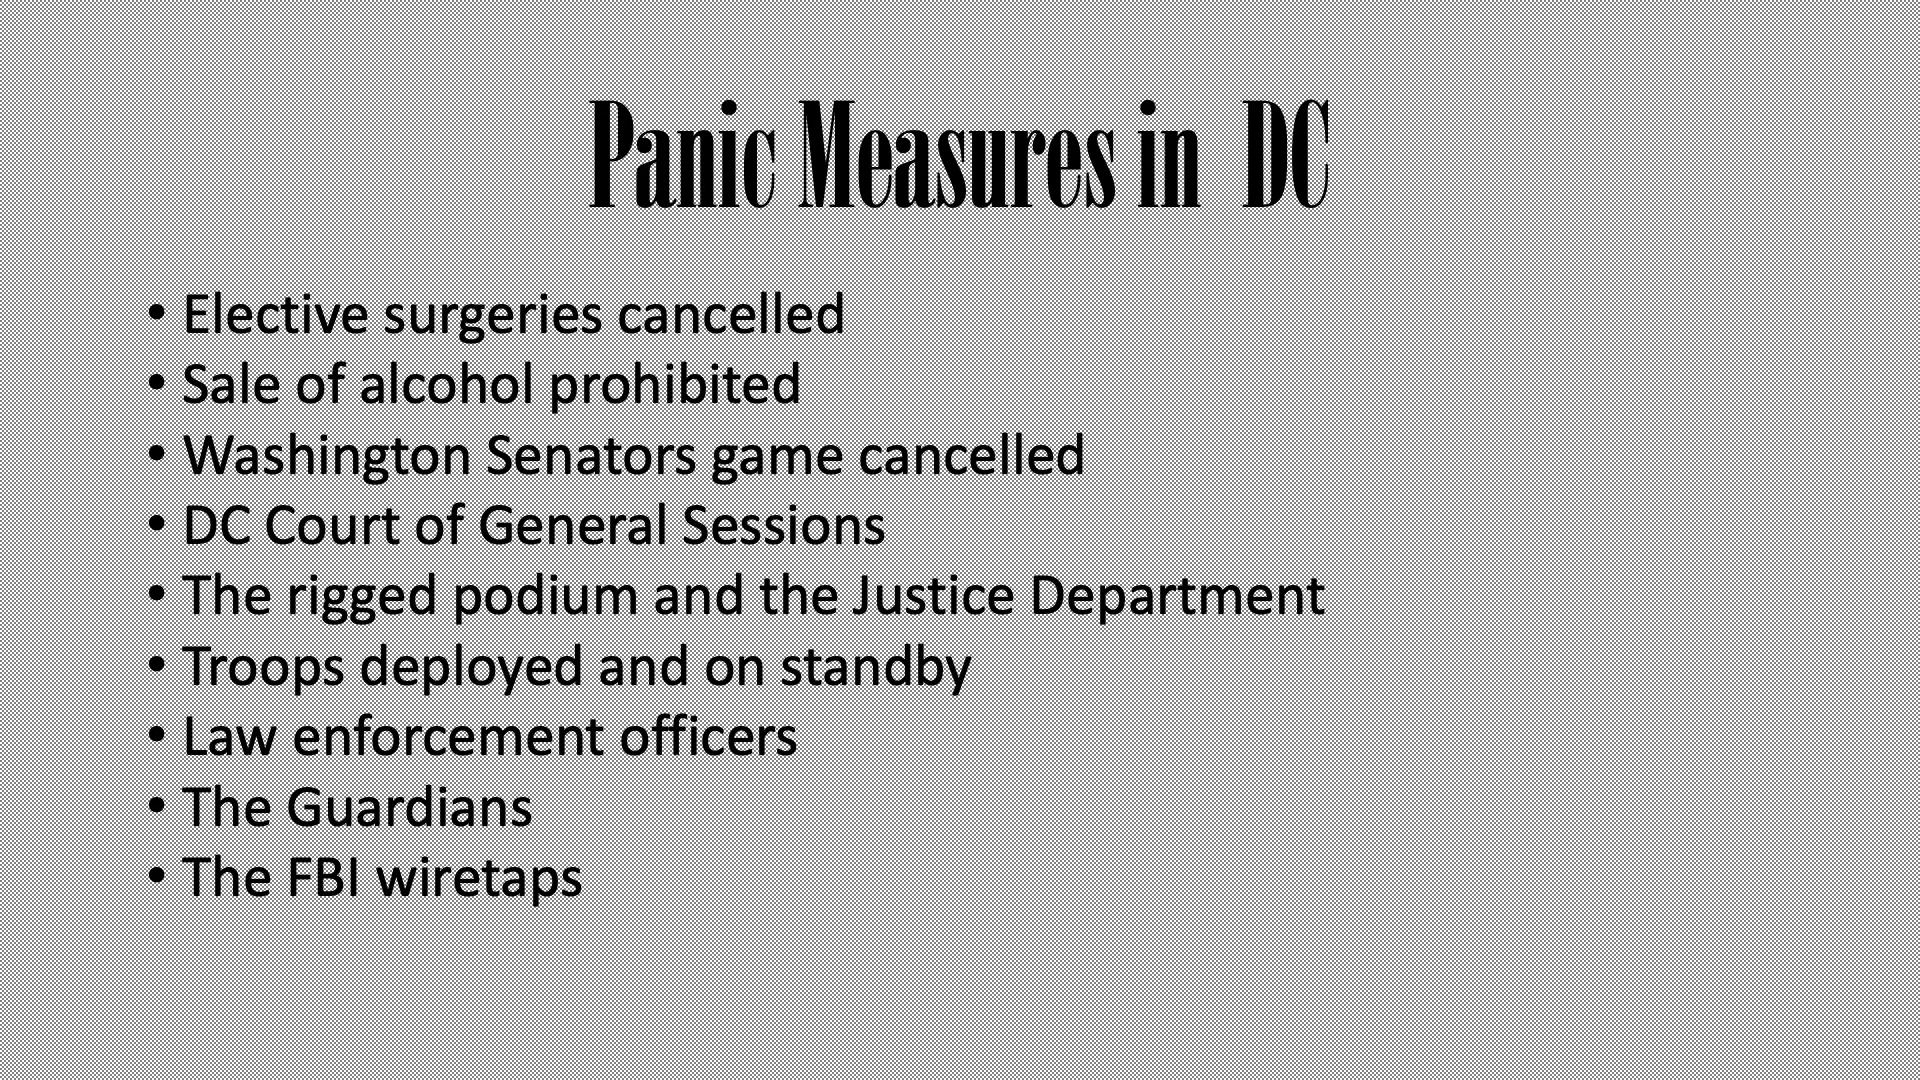 Panic Measures in DC
• Elective surgeries cancelled
• Sale of alcohol prohibited
• Washington Senators game cancelled
• DC Court of General Sessions
• The rigged podium and the Justice Department
• Troops deployed and on standby
• Law enforcement officers
• The Guardians
• The FBI wiretaps